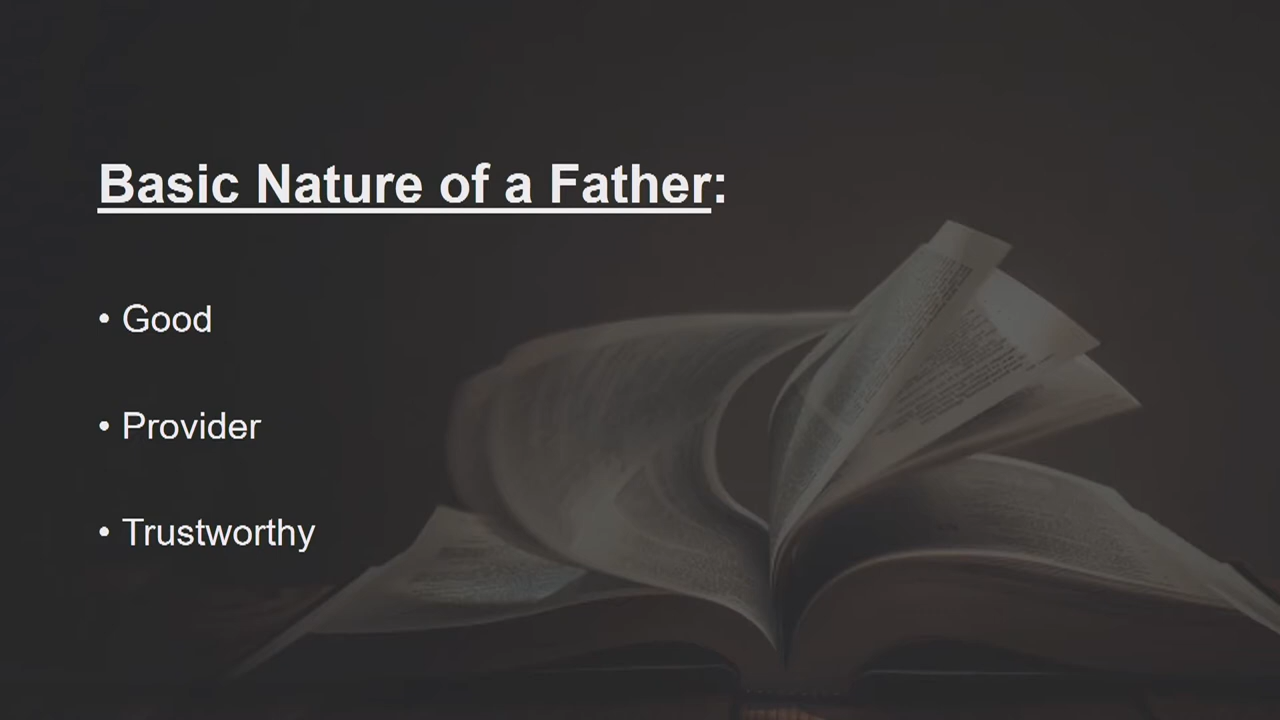 Basic Nature of a Father:
• Good
• Provider
• Trustworthy